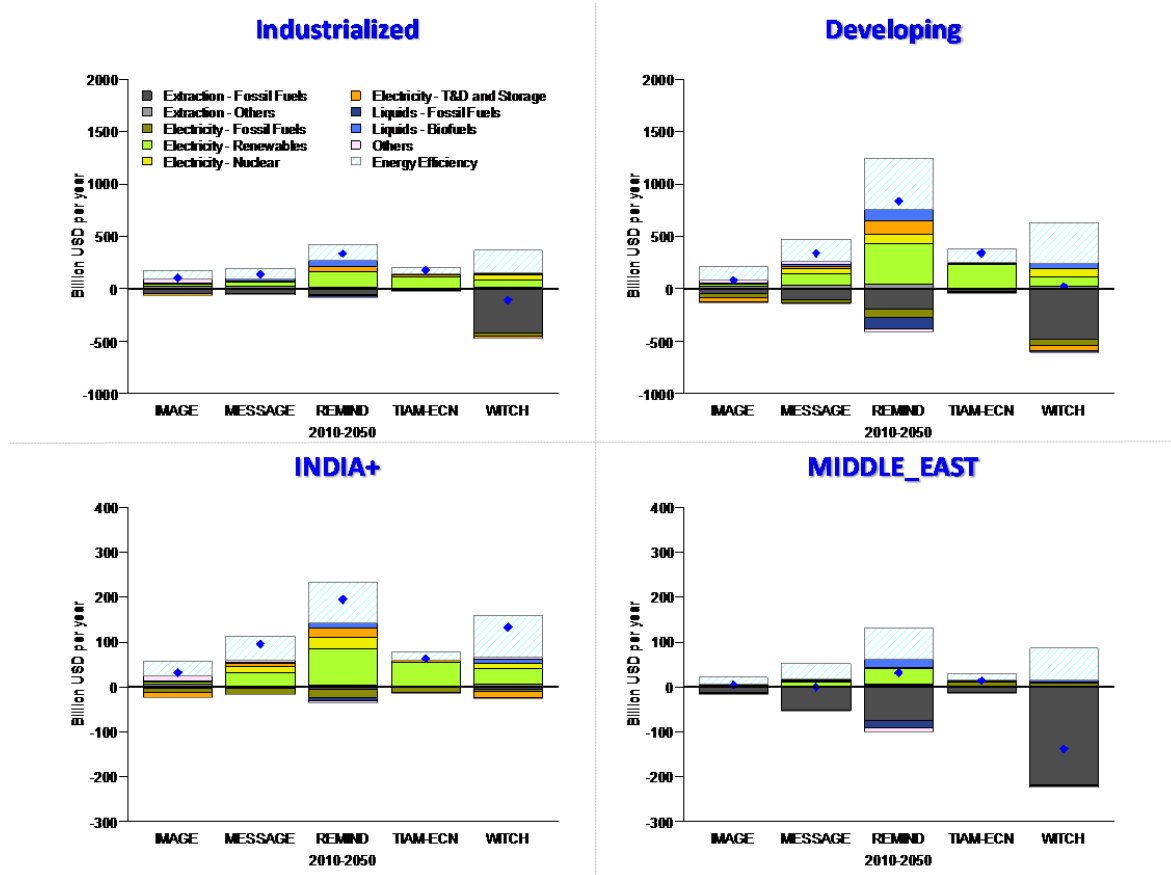 Industrialized
Developing
2000
1500
1000
500
0
-500
-1000
Billion USD per year
Extraction - Fossil Fuels
Extraction - Others
Electricity - Fossil Fuels
Electricity - Renewables
Electricity - Nuclear
Electricity - T&D and Storage
Liquids - Fossil Fuels
Liquids - Biofuels
Others
Energy Efficiency
IMAGE MESSAGE REMIND TIAM-ECN WITCH
2010-2050
2000
1500
1000
500
0
-500
-1000
Billion USD per year
IMAGE MESSAGE REMIND TIAM-ECN WITCH
2010-2050
INDIA+
MIDDLE_EAST
400
300
200
100
0
-100
-200
-300
Billion USD per year
IMAGE MESSAGE REMIND TIAM-ECN WITCH
2010-2050
400
300
200
100
0
-100
-200
-300
Billion USD per year
IMAGE MESSAGE REMIND TIAM-ECN WITCH
2010-2050